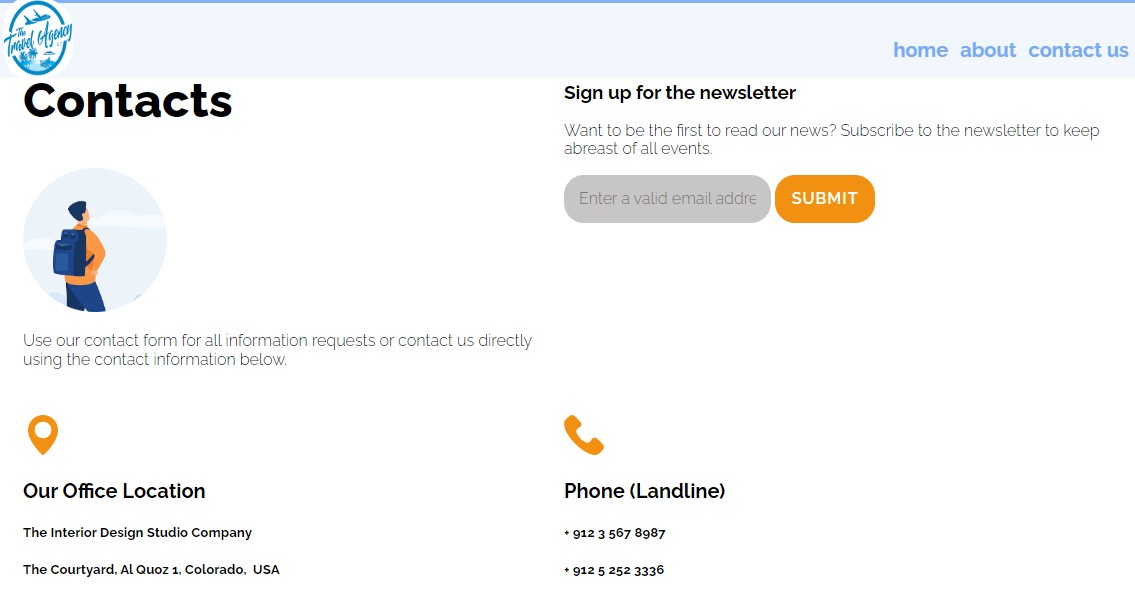 The
Travel Agency
home about contact us
Contacts
Use our contact form for all information requests or contact us directly
using the contact information below.
Sign up for the newsletter
Want to be the first to read our news? Subscribe to the newsletter to keep
abreast of all events.
Enter a valid email addre
SUBMIT
Our Office Location
The Interior Design Studio Company
The Courtyard, Al Quoz 1, Colorado, USA
Phone (Landline)
+ 912 3 567 8987
+ 912 5 252 3336